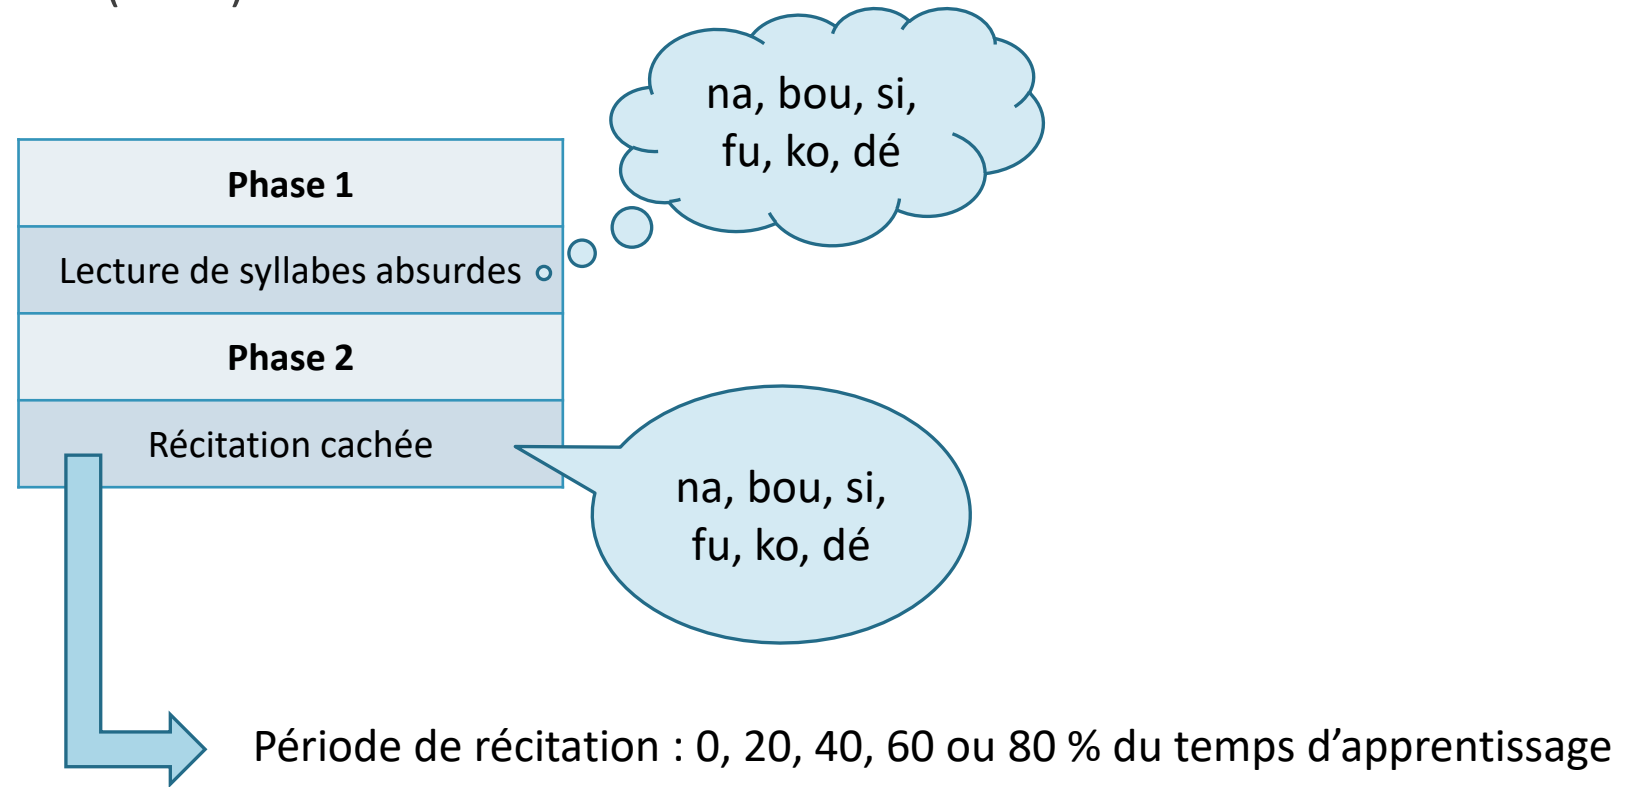 na, bou, si,
fu, ko, dé
Phase 1
Lecture de syllabes absurdes
Phase 2
Récitation cachée
na, bou, si,
fu, ko, dé
Période de récitation : 0, 20, 40, 60 ou 80 % du temps d’apprentissage